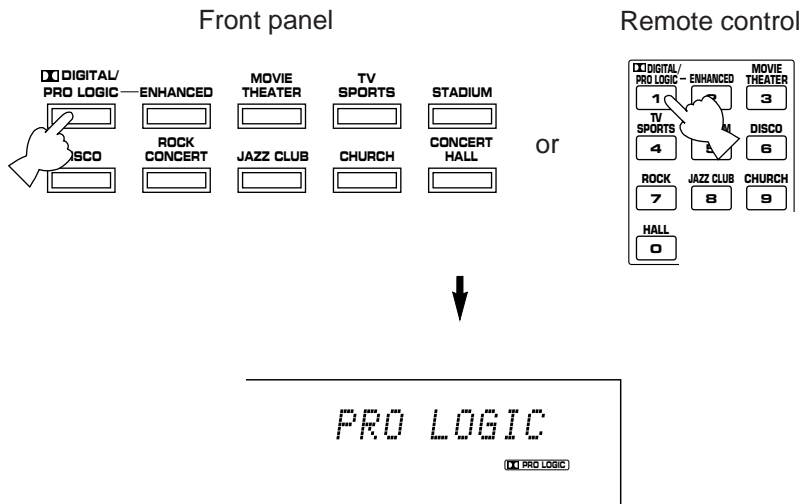 Front panel
Remote control
DIGITAL/
PRO LOGIC
ENHANCED
MOVIE
THEATER
TV
SPORTS
STADIUM
ROCK
CONCERT
JAZZ CLUB
CHURCH
CONCERT
HALL
or
DIGITAL/
PRO LOGIC
ENHANCED
MOVIE
THEATER
1
3
TV
SPORTS
DISCO
4
5
6
ROCK
JAZZ CLUB
CHURCH
7
8
9
HALL
0
PRO LOGIC
PRO LOGIC